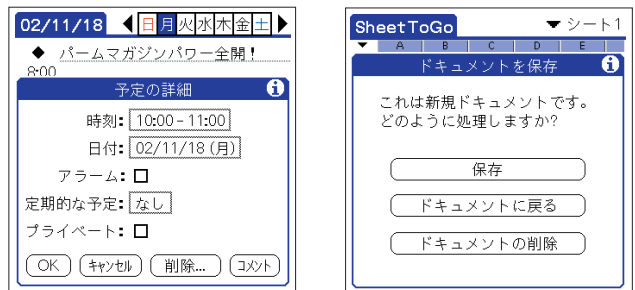 02/11/18 日 月 火 水 木 金 土
◆ パームマガジンパワー全開！
8:00
予定の詳細
時刻: 10:00 - 11:00
日付: 02/11/18 (月)
アラーム:
定期的な予定: なし
プライベート:
OK キャンセル 削除... コメント
SheetToGo シート1
A B C D E
ドキュメントを保存
これは新規ドキュメントです。
どのように処理しますか?
保存
ドキュメントに戻る
ドキュメントの削除